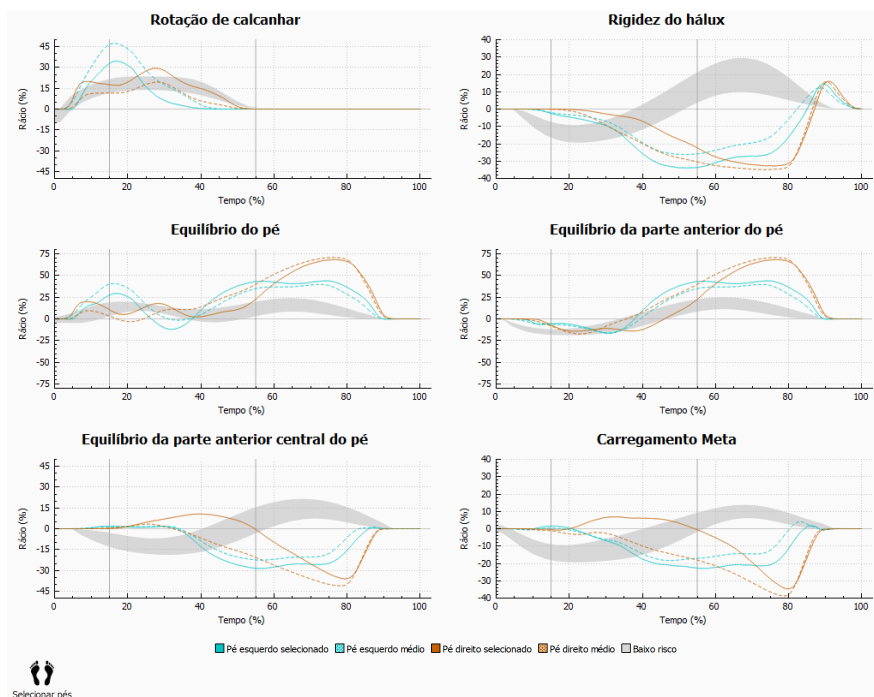 Rotação de calcanhar
Rigidez do hálux
45
30
15
0
-15
-30
-45
Rácio (%)
0 20 40 60 80 100
Tempo (%)
40
30
20
10
0
-10
-20
-30
-40
Rácio (%)
0 20 40 60 80 100
Tempo (%)
Equilíbrio do pé
Equilíbrio da parte anterior do pé
75
50
25
0
-25
-50
-75
Rácio (%)
0 20 40 60 80 100
Tempo (%)
75
50
25
0
-25
-50
-75
Rácio (%)
0 20 40 60 80 100
Tempo (%)
Equilíbrio da parte anterior central do pé
Carregamento Meta
45
30
15
0
-15
-30
-45
Rácio (%)
0 20 40 60 80 100
Tempo (%)
40
30
20
10
0
-10
-20
-30
-40
Rácio (%)
0 20 40 60 80 100
Tempo (%)
Pé esquerdo selecionado Pé esquerdo médio Pé direito selecionado Pé direito médio Baixo risco
Selecionar pés